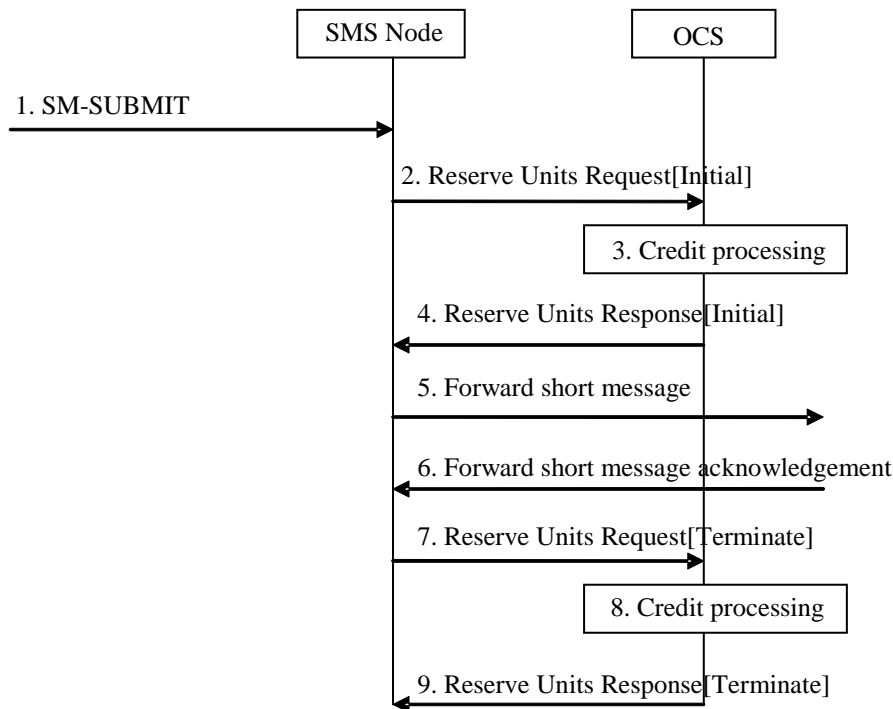 SMS Node
OCS
1. SM-SUBMIT
2. Reserve Units Request[Initial]
3. Credit processing
4. Reserve Units Response[Initial]
5. Forward short message
6. Forward short message acknowledgement
7. Reserve Units Request[Terminate]
8. Credit processing
9. Reserve Units Response[Terminate]